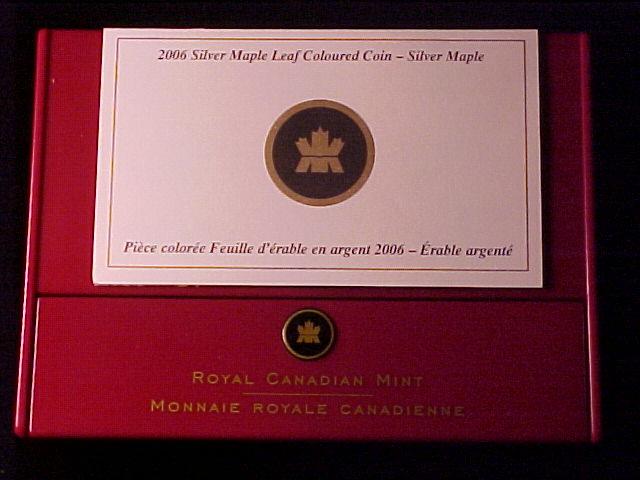 2006 Silver Maple Leaf Coloured Coin – Silver Maple
Pièce colorée Feuille d'érable en argent 2006 – Érable argenté
ROYAL CANADIAN MINT
MONNAIE ROYALE CANADIENNE